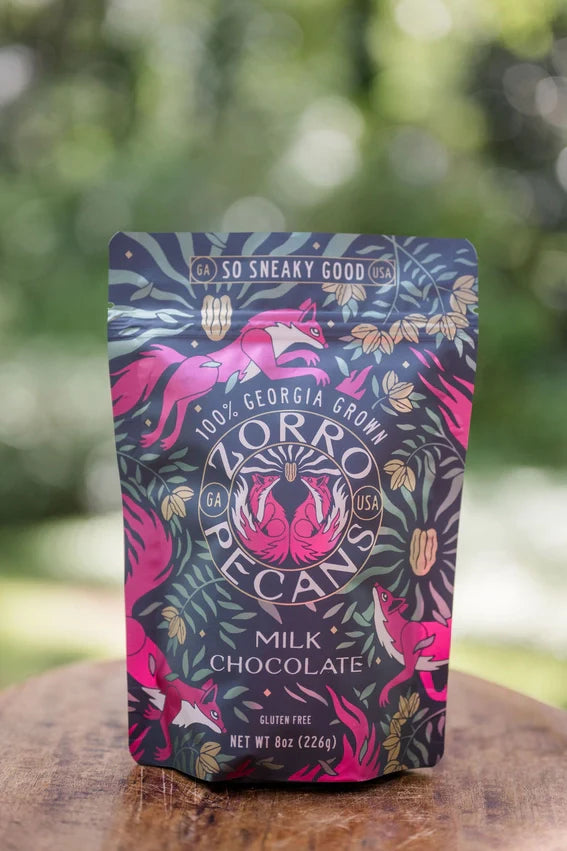 GA SO SNEAKY GOOD USA
100% GEORGIA GROWN
ZORRO
GA USA
PECANS
MILK
CHOCOLATE
GLUTEN FREE
NET WT 8oz (226g)